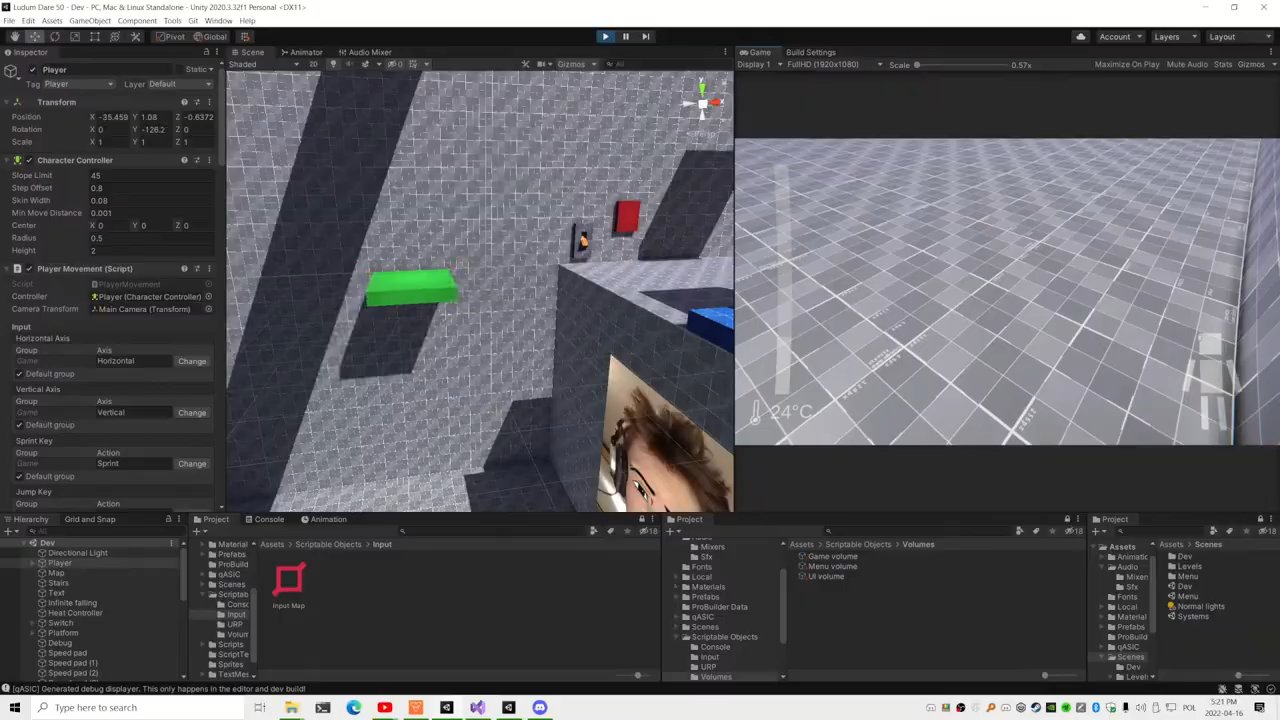 Ludum Dare 50 - Dev - PC, Mac & Linux Standalone - Unity 2020.3.32f1 Personal <DX11>
File Edit Assets GameObject Component Tools Git Window Help
Pivot Global Account Layers Layout
Inspector
Player Static
Tag Player Layer Default
Transform
Position X -35.459 Y 1.08 Z -0.6372
Rotation X 0 Y -126.2 Z 0
Scale X 1 Y 1 Z 1
Character Controller
Slope Limit 45
Step Offset 0.8
Skin Width 0.08
Min Move Distance 0.001
Center X 0 Y 0 Z 0
Radius 0.5
Height 2
Player Movement (Script)
Script PlayerMovement
Controller Player (Character Controller)
Camera Transform Main Camera (Transform)
Input
Horizontal Axis
Group Axis
Game Horizontal Change
Default group
Vertical Axis
Group Axis
Game Vertical Change
Default group
Sprint Key
Group Action
Game Sprint Change
Default group
Jump Key
Group Action
Scene Animator Audio Mixer
Shaded 2D 0 Gizmos All
y
Persp
Game Build Settings
Display 1 FullHD (1920x1080) Scale 0.57x Maximize On Play Mute Audio Stats Gizmos
24°C
Hierarchy Grid and Snap
All
Dev
Directional Light
Player
Map
Stairs
Text
Infinite falling
Heat Controller
Switch
Platform
Debug
Speed pad
Speed pad (1)
Speed pad (2)
Project Console Animation
18
Material
Prefabs
ProBuild
qASIC
Scenes
Scriptab
Conso
Input
URP
Volum
Scripts
ScriptTe
Sprites
TextMes
Assets Scriptable Objects Input
Input Map
Project
18
Mixers
Sfx
Fonts
Local
Materials
Prefabs
ProBuilder Data
qASIC
Scenes
Scriptable Objects
Console
Input
URP
Volumes
Assets Scriptable Objects Volumes
Game volume
Menu volume
UI volume
Project
18
Assets
Animatic
Audio
Mixer
Sfx
Fonts
Local
Material
Prefabs
ProBuild
qASIC
Scenes
Dev
Levels
Assets Scenes
Dev
Levels
Menu
Dev
Menu
Normal lights
Systems
[qASIC] Generated debug displayer. This only happens in the editor and dev build!
Type here to search
POL
5:21 PM
2022-04-16